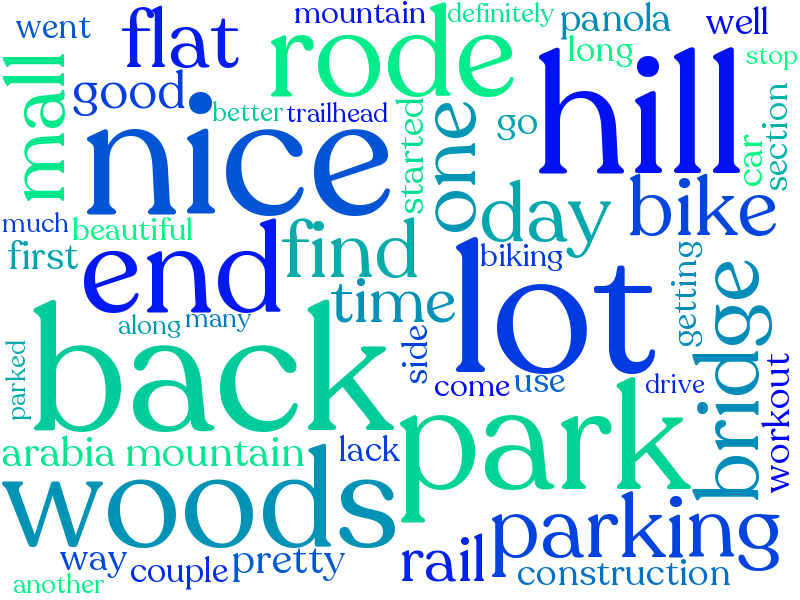 went
flat
mountain
definitely
panola
well
mall
good
rode
long
stop
nice
better
trailhead
started
one
go
hill
car
section
much
beautiful
first
end
find
day
bike
time
biking
getting
bridge
along
many
lot
back
parked
side
come
use
drive
workout
arabia mountain
lack
park
woods
way
couple
pretty
rail
parking
construction
another